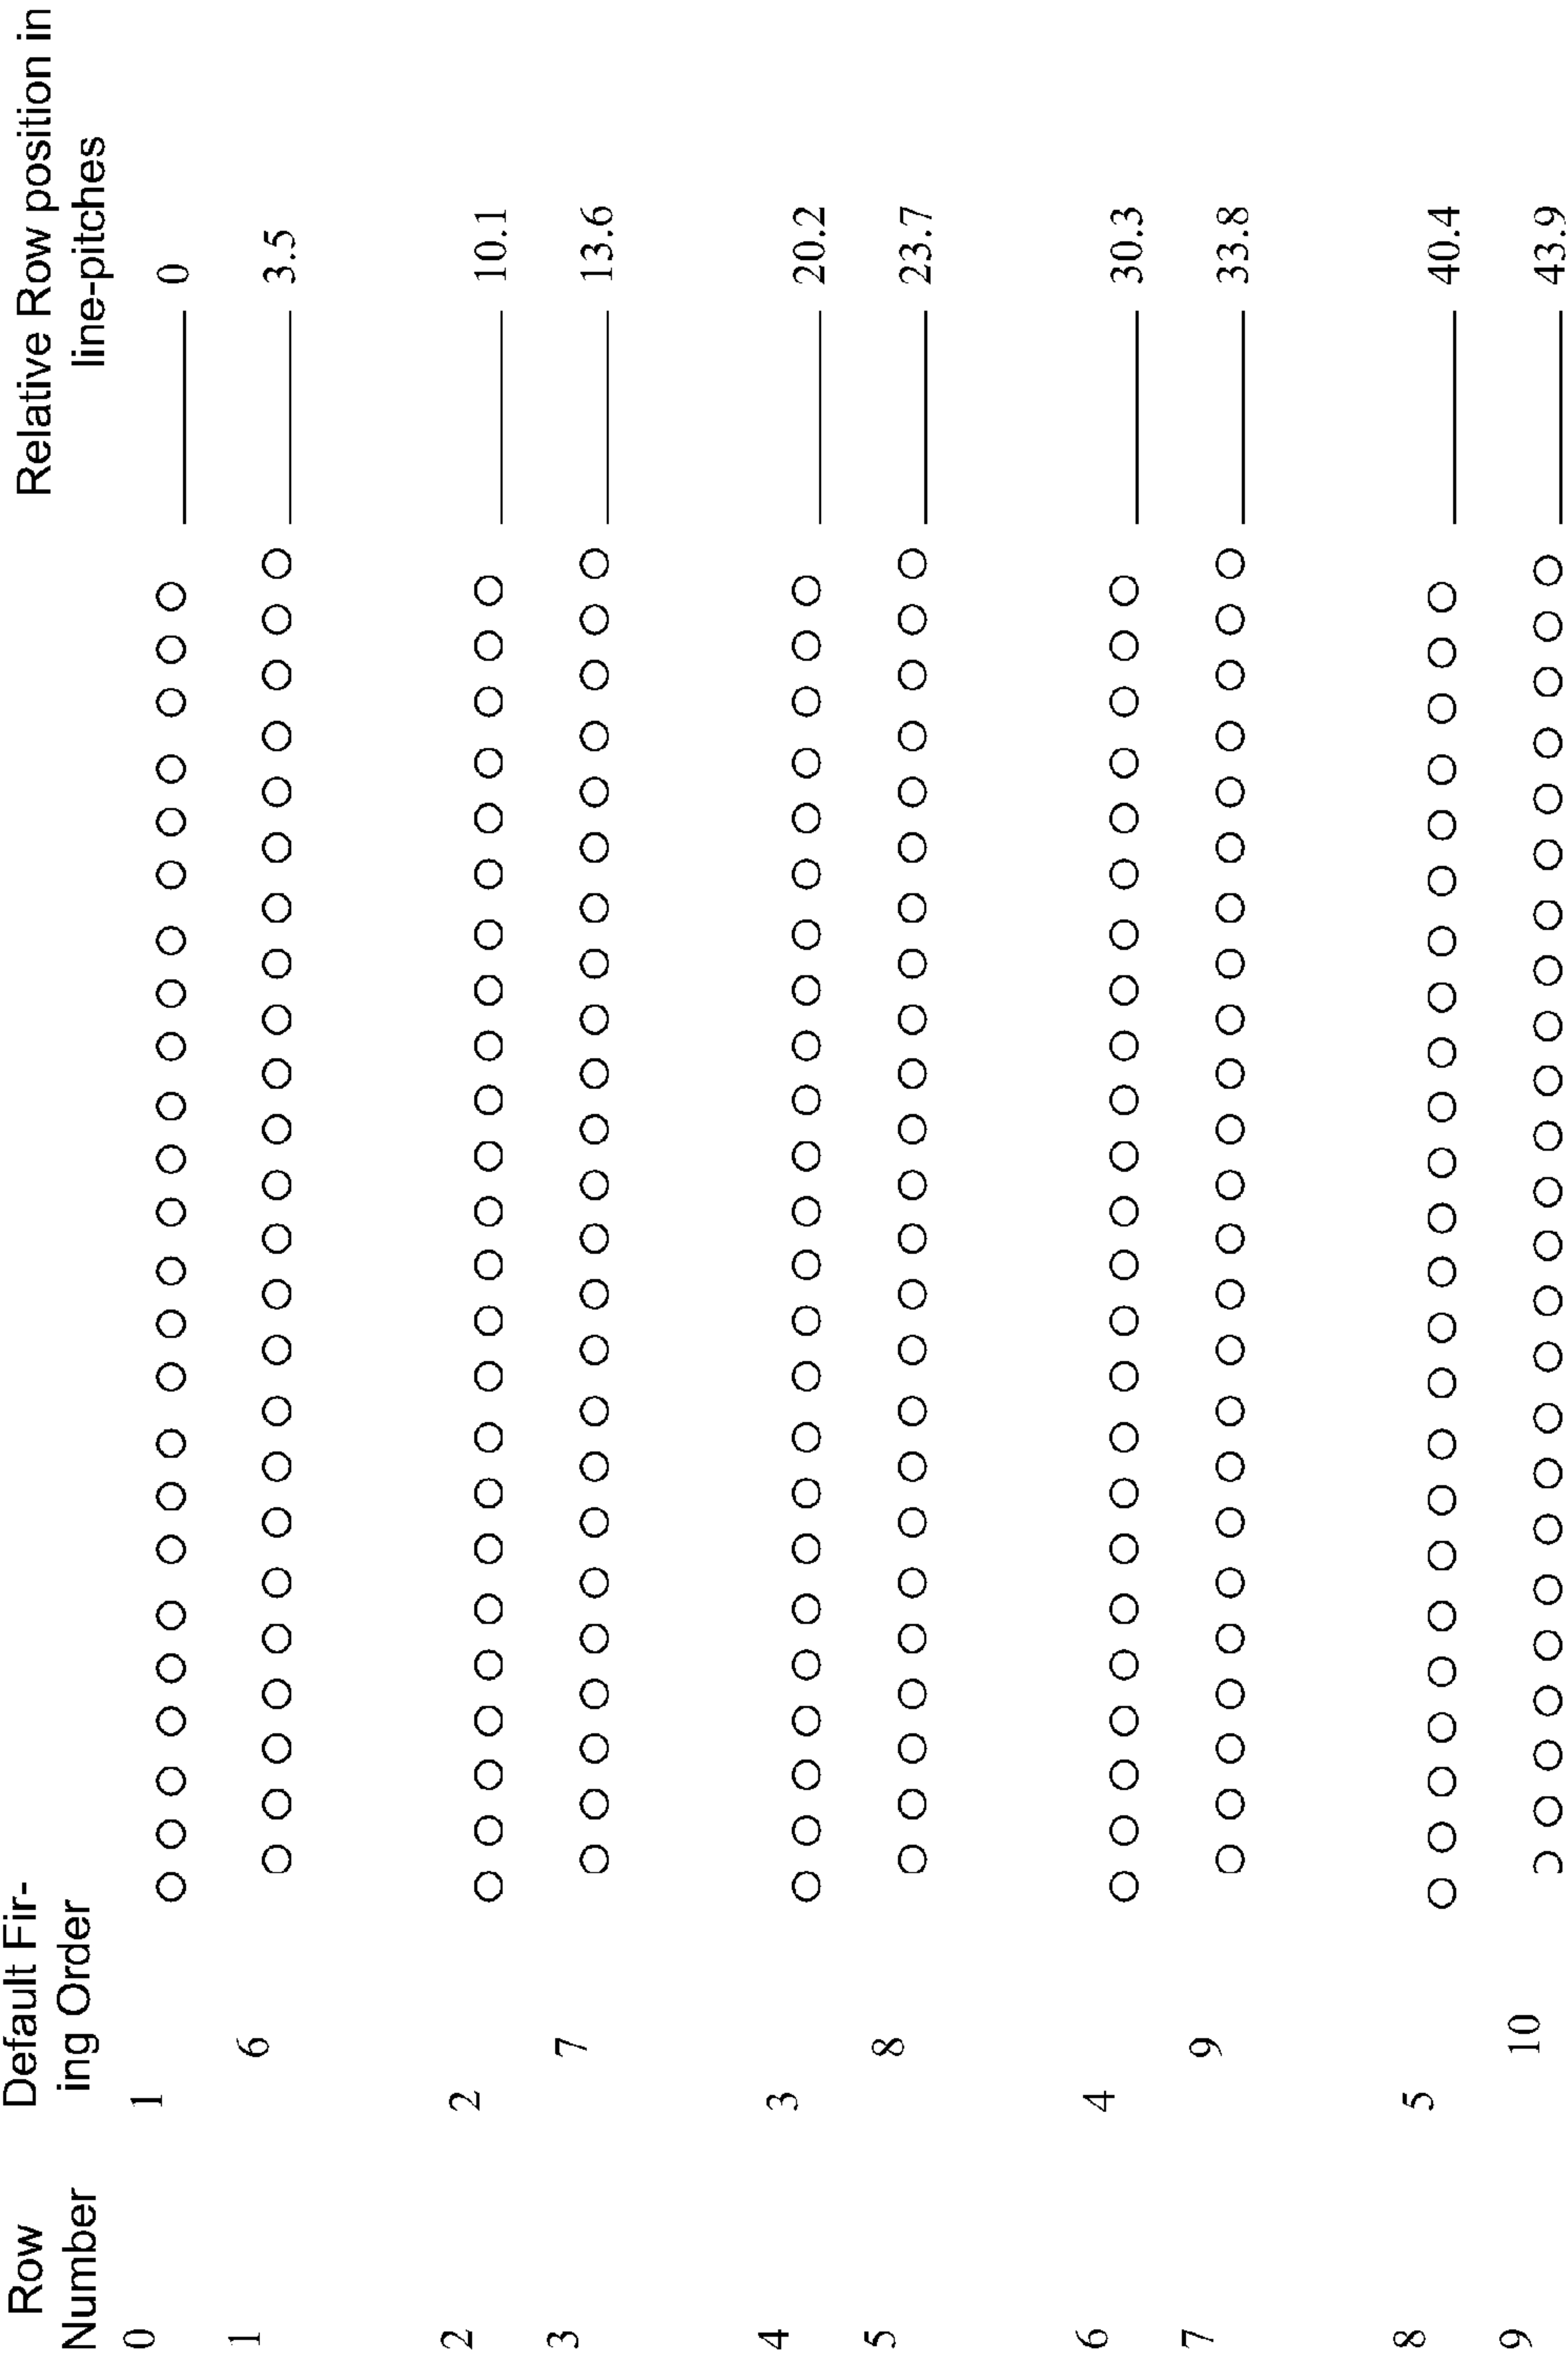 Row Number
Default Fir-
ing Order
Relative Row position in
line-pitches
0 1 0
1 6 3.5
2 2 10.1
3 7 13.6
4 3 20.2
5 8 23.7
6 4 30.3
7 9 33.8
8 5 40.4
9 10 43.9